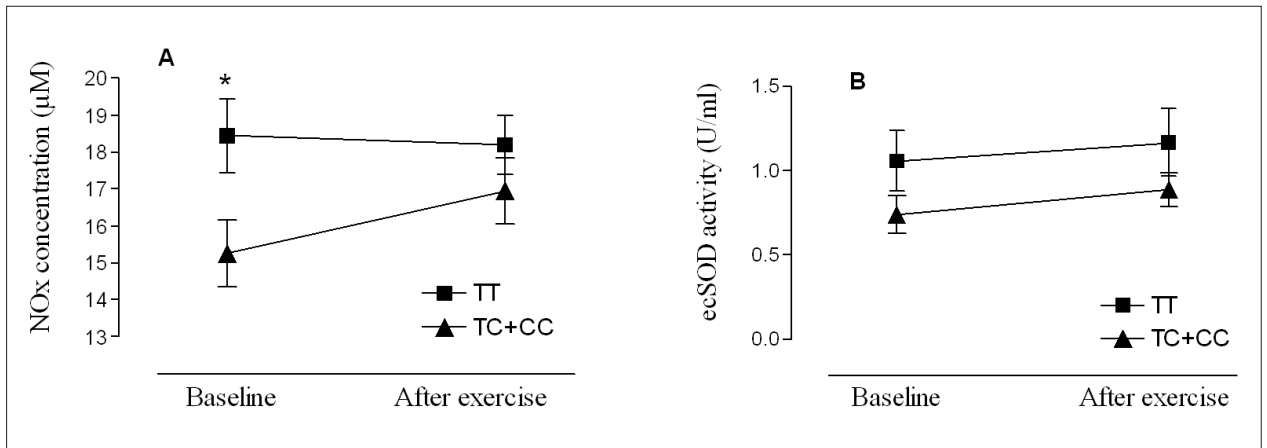 A
NOx concentration (µM)
20
*
19
18
17
16
15
14
13
TT
TC+CC
Baseline
After exercise
B
ecSOD activity (U/ml)
1.5
1.0
0.5
0.0
TT
TC+CC
Baseline
After exercise